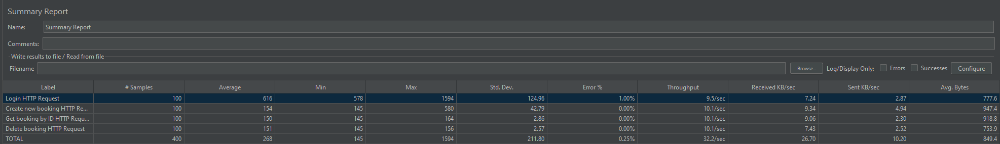 Summary Report
Name: Summary Report
Comments:
Write results to file / Read from file
Filename Browse... Log/Display Only: Errors Successes Configure
Label # Samples Average Min Max Std. Dev. Error % Throughput Received KB/sec Sent KB/sec Avg. Bytes
Login HTTP Request 100 616 578 1594 124.96 1.00% 9.5/sec 7.24 2.87 777.6
Create new booking HTTP Re... 100 154 145 580 42.79 0.00% 10.1/sec 9.34 4.94 947.4
Get booking by ID HTTP Requ... 100 150 145 164 2.86 0.00% 10.1/sec 9.06 2.30 918.8
Delete booking HTTP Request 100 151 145 156 2.57 0.00% 10.1/sec 7.43 2.52 753.9
TOTAL 400 268 145 1594 211.80 0.25% 32.2/sec 26.70 10.20 849.4